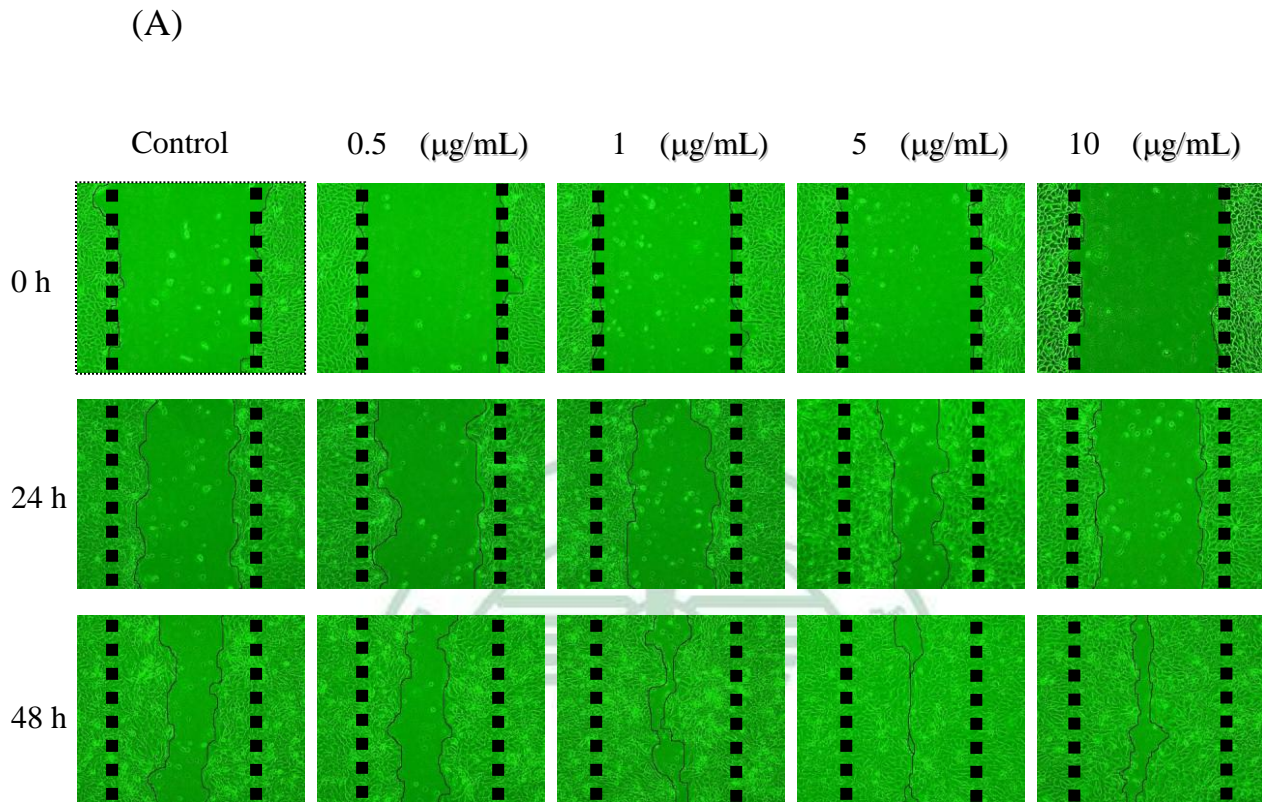 (A)
Control 0.5 (μg/mL) 1 (μg/mL) 5 (μg/mL) 10 (μg/mL)
0 h
24 h
48 h